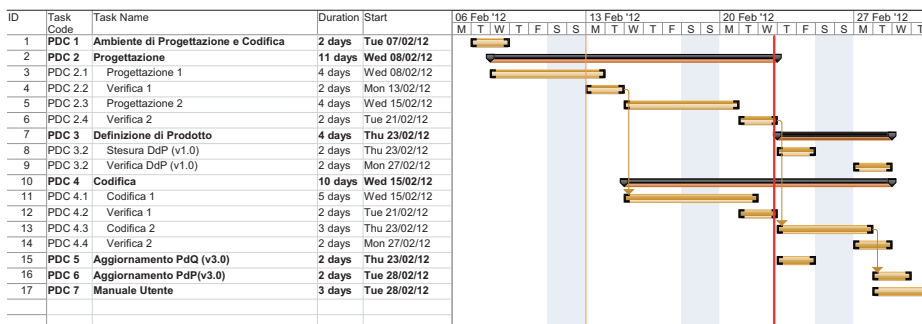 ID Task Code Task Name Duration Start 06 Feb '12 13 Feb '12 20 Feb '12 27 Feb '12
M T W T F S S M T W T F S S M T W T F S S M T W T
1 PDC 1 Ambiente di Progettazione e Codifica 2 days Tue 07/02/12
2 PDC 2 Progettazione 11 days Wed 08/02/12
3 PDC 2.1 Progettazione 1 4 days Wed 08/02/12
4 PDC 2.2 Verifica 1 2 days Mon 13/02/12
5 PDC 2.3 Progettazione 2 4 days Wed 15/02/12
6 PDC 2.4 Verifica 2 2 days Tue 21/02/12
7 PDC 3 Definizione di Prodotto 4 days Thu 23/02/12
8 PDC 3.2 Stesura DdP (v1.0) 2 days Thu 23/02/12
9 PDC 3.2 Verifica DdP (v1.0) 2 days Mon 27/02/12
10 PDC 4 Codifica 10 days Wed 15/02/12
11 PDC 4.1 Codifica 1 5 days Wed 15/02/12
12 PDC 4.2 Verifica 1 2 days Tue 21/02/12
13 PDC 4.3 Codifica 2 3 days Thu 23/02/12
14 PDC 4.4 Verifica 2 2 days Mon 27/02/12
15 PDC 5 Aggiornamento PdQ (v3.0) 2 days Thu 23/02/12
16 PDC 6 Aggiornamento PdP(v3.0) 2 days Tue 28/02/12
17 PDC 7 Manuale Utente 3 days Tue 28/02/12